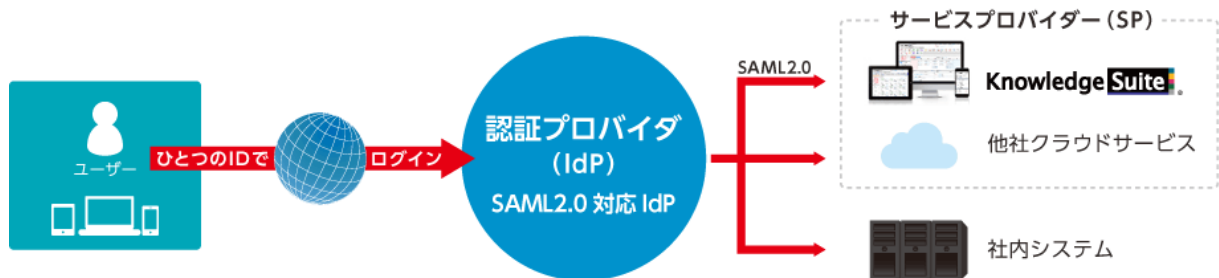 ユーザー
ひとつのIDで
ログイン
認証プロバイダ
(IdP)
SAML2.0 対応 IdP
SAML2.0
サービスプロバイダー(SP)
Knowledge Suite
他社クラウドサービス
社内システム